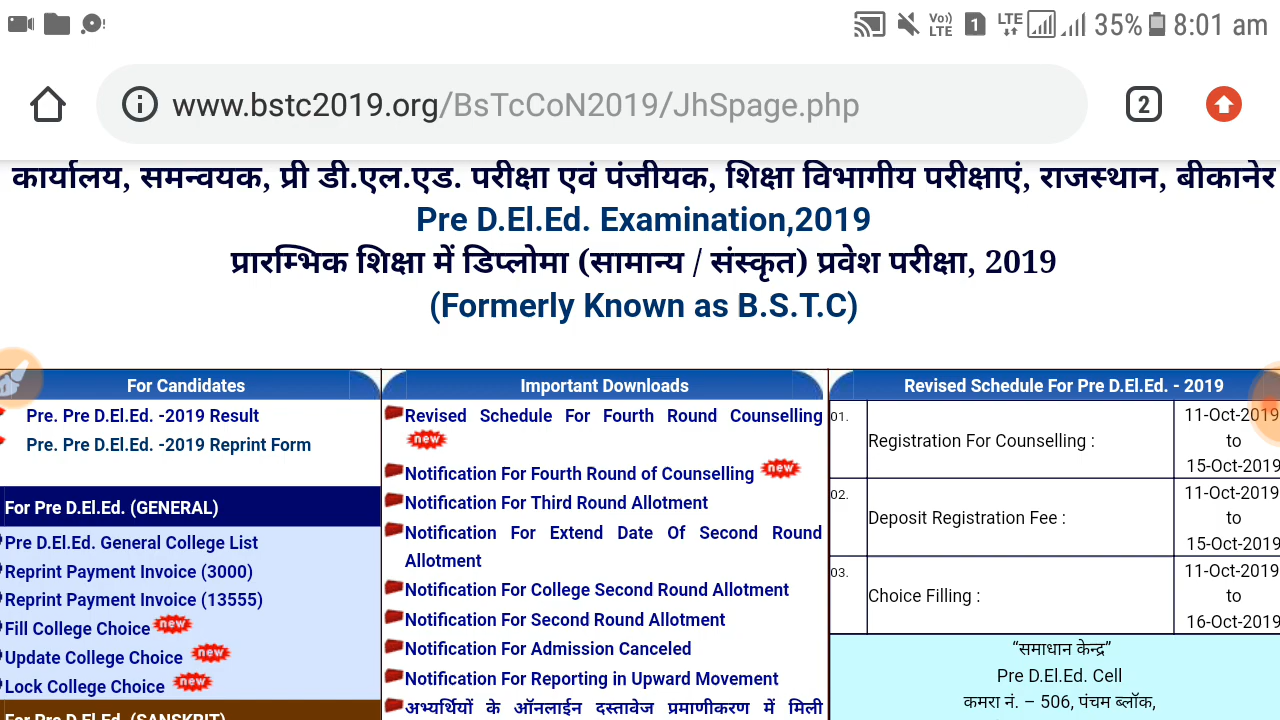 Vo)) LTE 1 LTE 35% 8:01 am
www.bstc2019.org/BsTcCoN2019/JhSpage.php
2
कार्यालय, समन्वयक, प्री डी.एल.एड. परीक्षा एवं पंजीयक, शिक्षा विभागीय परीक्षाएं, राजस्थान, बीकानेर
Pre D.El.Ed. Examination,2019
प्रारम्भिक शिक्षा में डिप्लोमा (सामान्य / संस्कृत) प्रवेश परीक्षा, 2019
(Formerly Known as B.S.T.C)
For Candidates
Pre. Pre D.El.Ed. -2019 Result
Pre. Pre D.El.Ed. -2019 Reprint Form
For Pre D.El.Ed. (GENERAL)
Pre D.El.Ed. General College List
Reprint Payment Invoice (3000)
Reprint Payment Invoice (13555)
Fill College Choice new
Update College Choice new
Lock College Choice new
For Pre D.El.Ed. (SANSKRIT)
Important Downloads
Revised Schedule For Fourth Round Counselling
new
Notification For Fourth Round of Counselling new
Notification For Third Round Allotment
Notification For Extend Date Of Second Round
Allotment
Notification For College Second Round Allotment
Notification For Second Round Allotment
Notification For Admission Canceled
Notification For Reporting in Upward Movement
अभ्यर्थियों के ऑनलाईन दस्तावेज प्रमाणीकरण में मिली
Revised Schedule For Pre D.El.Ed. - 2019
01. Registration For Counselling : 11-Oct-2019
to
15-Oct-2019
02. Deposit Registration Fee : 11-Oct-2019
to
15-Oct-2019
03. Choice Filling : 11-Oct-2019
to
16-Oct-2019
“समाधान केन्द्र”
Pre D.El.Ed. Cell
कमरा नं. – 506, पंचम ब्लॉक,